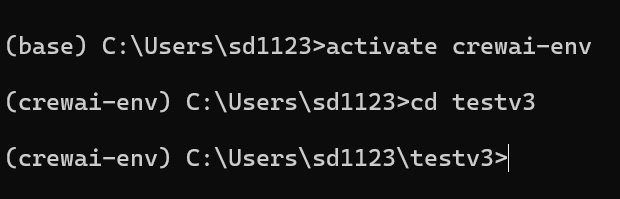 (base) C:\Users\sd1123>activate crewai-env
(crewai-env) C:\Users\sd1123>cd testv3
(crewai-env) C:\Users\sd1123\testv3>